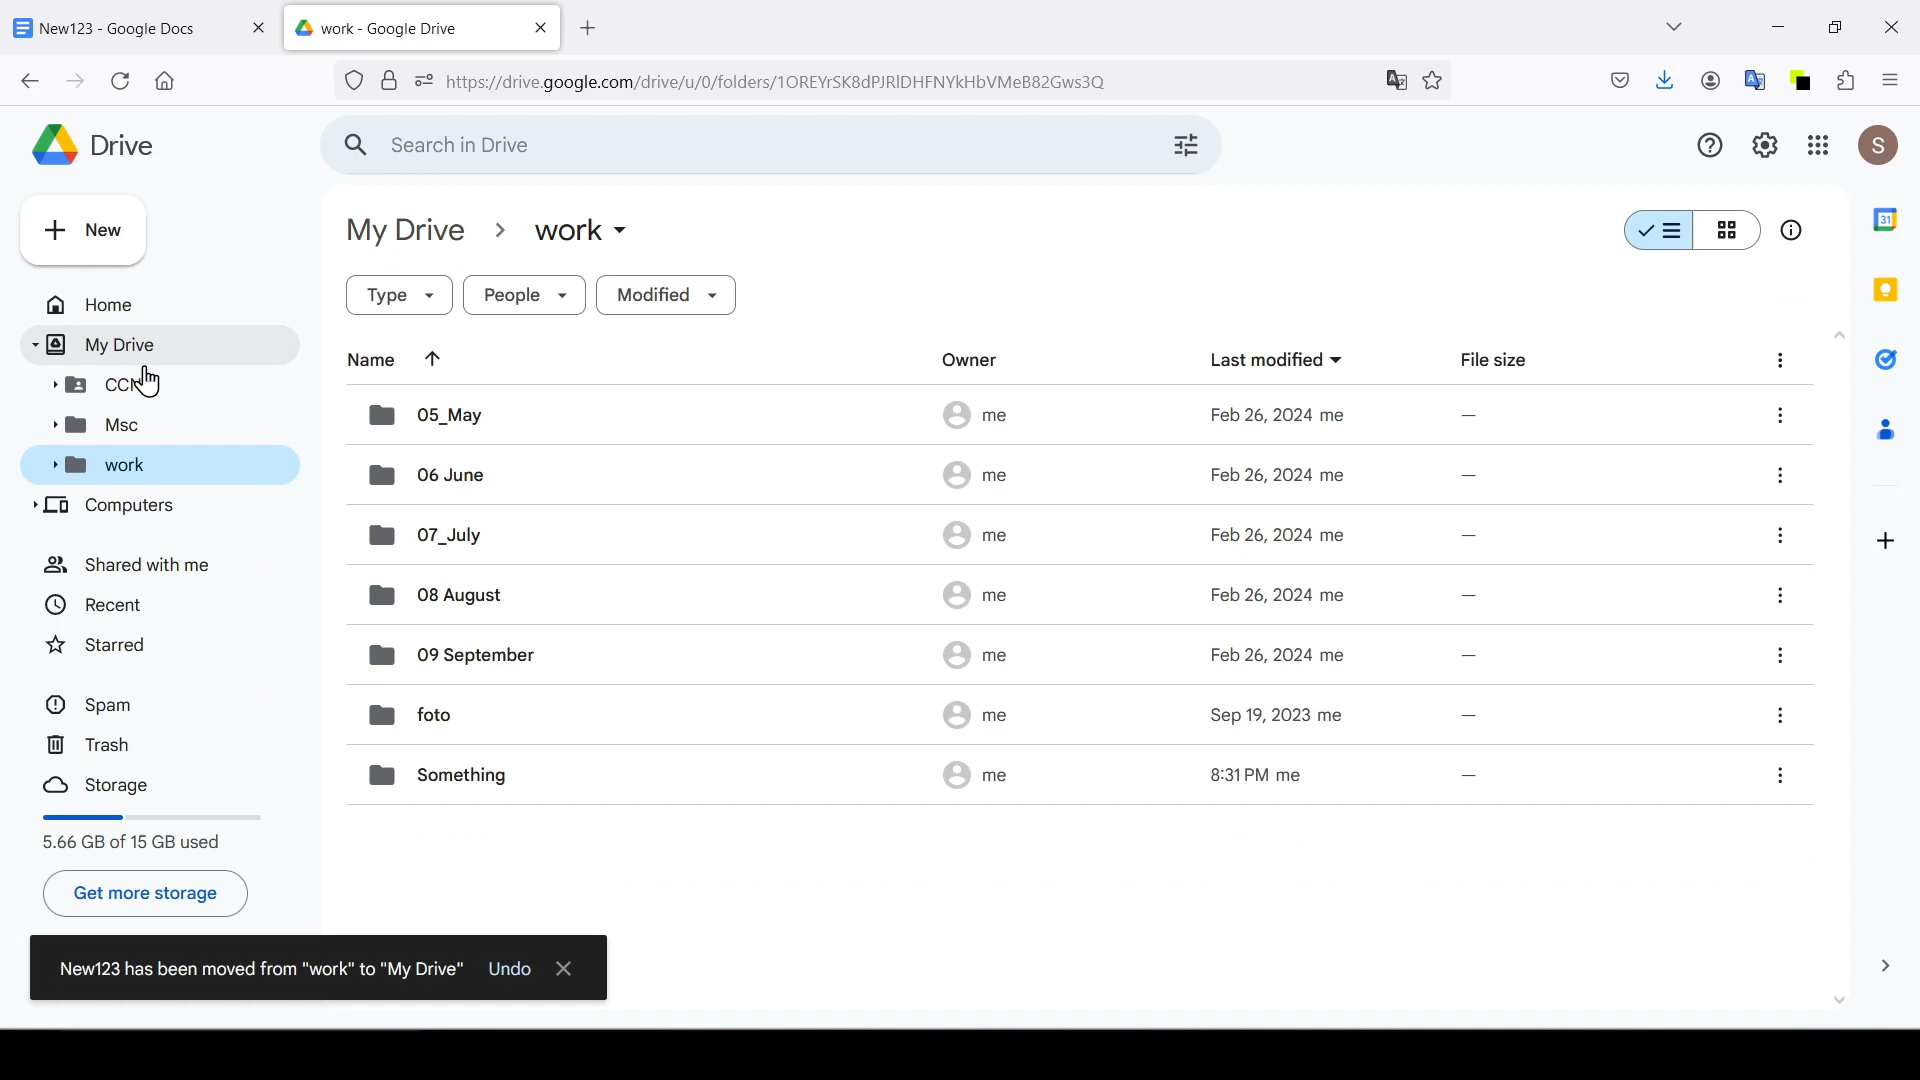 New123 - Google Docs
work - Google Drive
https://drive.google.com/drive/u/0/folders/1OREYrSK8dPJRlDHFNYkHbVMeB82Gws3Q
Drive
Search in Drive
S
New
My Drive > work
31
Type
People
Modified
Home
My Drive
Msc
work
Computers
Shared with me
Recent
Starred
Spam
Trash
Storage
5.66 GB of 15 GB used
Get more storage
Name Owner Last modified File size
05_May me Feb 26, 2024 me —
06 June me Feb 26, 2024 me —
07_July me Feb 26, 2024 me —
08 August me Feb 26, 2024 me —
09 September me Feb 26, 2024 me —
foto me Sep 19, 2023 me —
Something me 8:31 PM me —
New123 has been moved from "work" to "My Drive" Undo